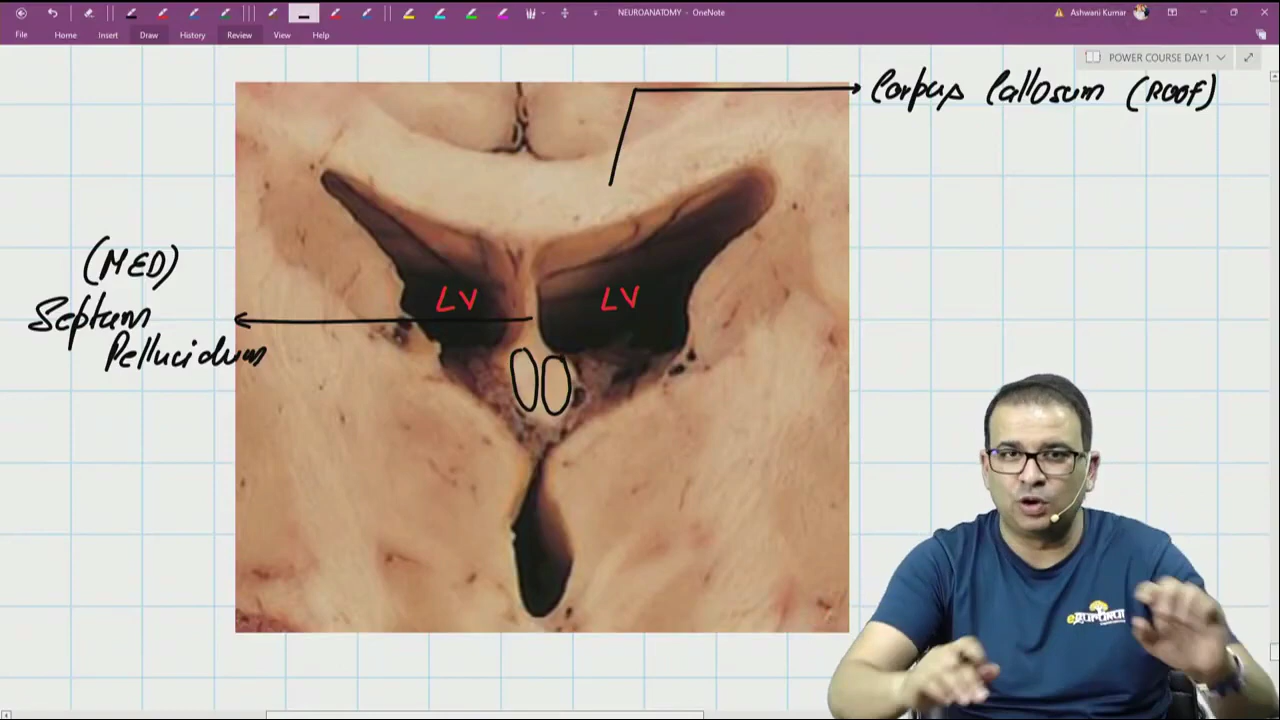 NEUROANATOMY - OneNote
Ashwani Kumar
File
Home
Insert
Draw
History
Review
View
Help
POWER COURSE DAY 1
Corpus Callosum (ROOF)
(MED)
Septum
Pellucidum
LV
LV
eGURUKUL